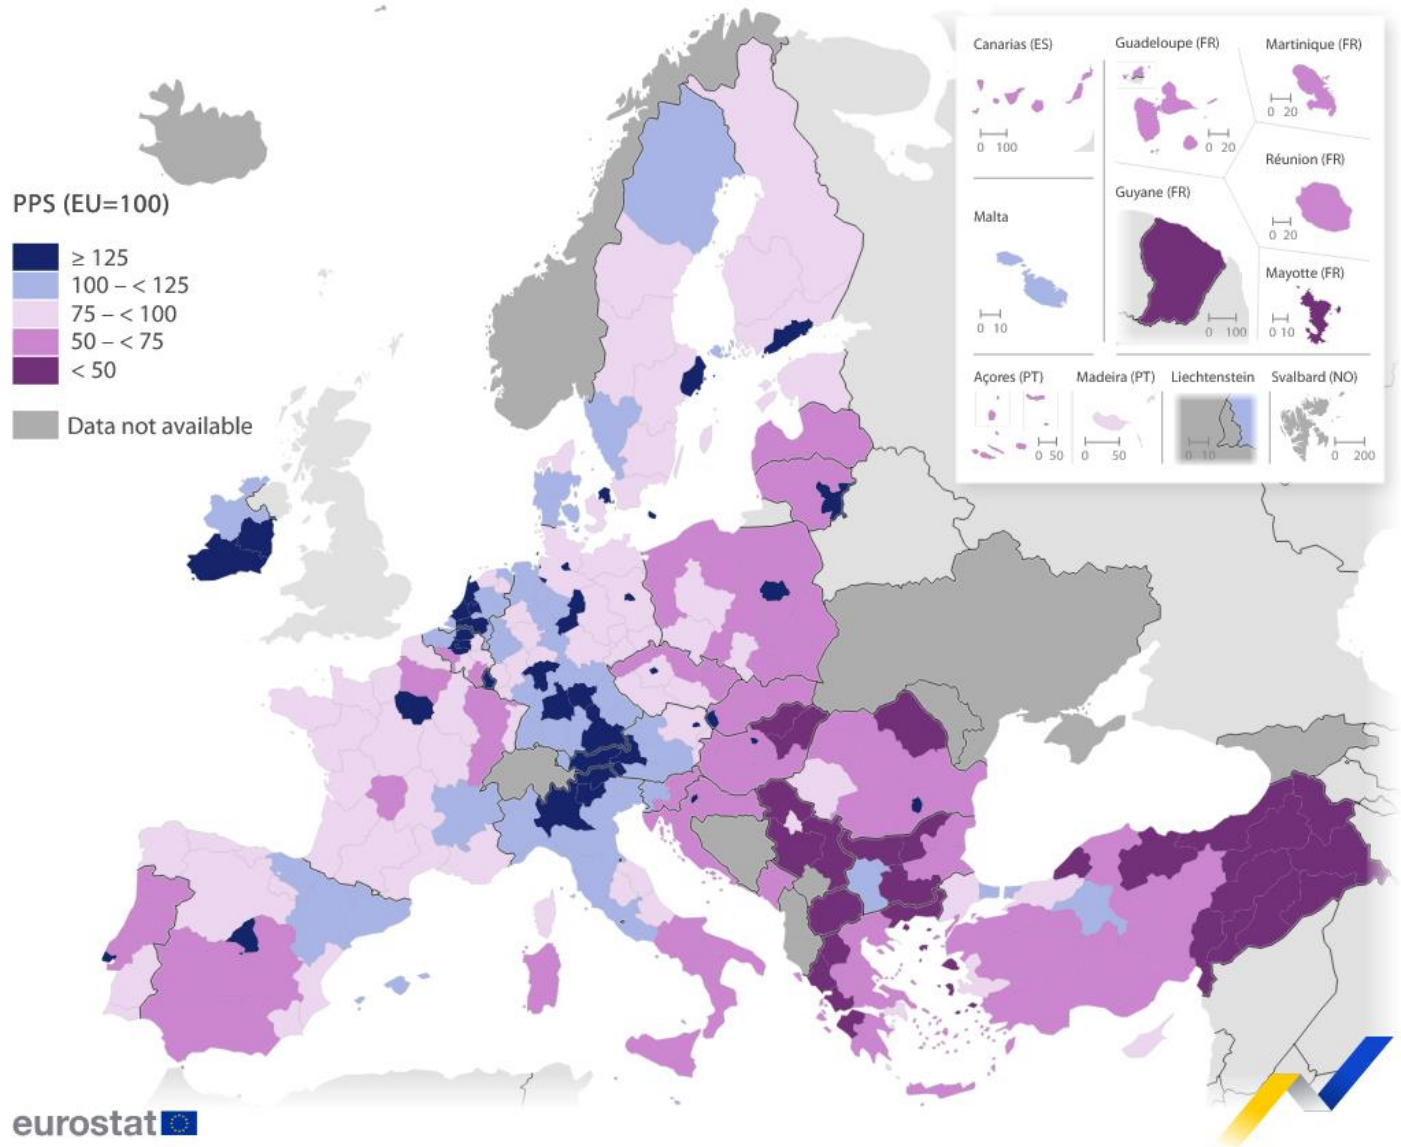 PPS (EU=100)
≥ 125
100 – < 125
75 – < 100
50 – < 75
< 50
Data not available
Canarias (ES)
0 100
Guadeloupe (FR)
0 20
Martinique (FR)
0 20
Réunion (FR)
0 20
Guyane (FR)
0 100
Malta
0 10
Mayotte (FR)
0 10
Açores (PT)
0 50
Madeira (PT)
0 50
Liechtenstein
0 10
Svalbard (NO)
0 200
eurostat